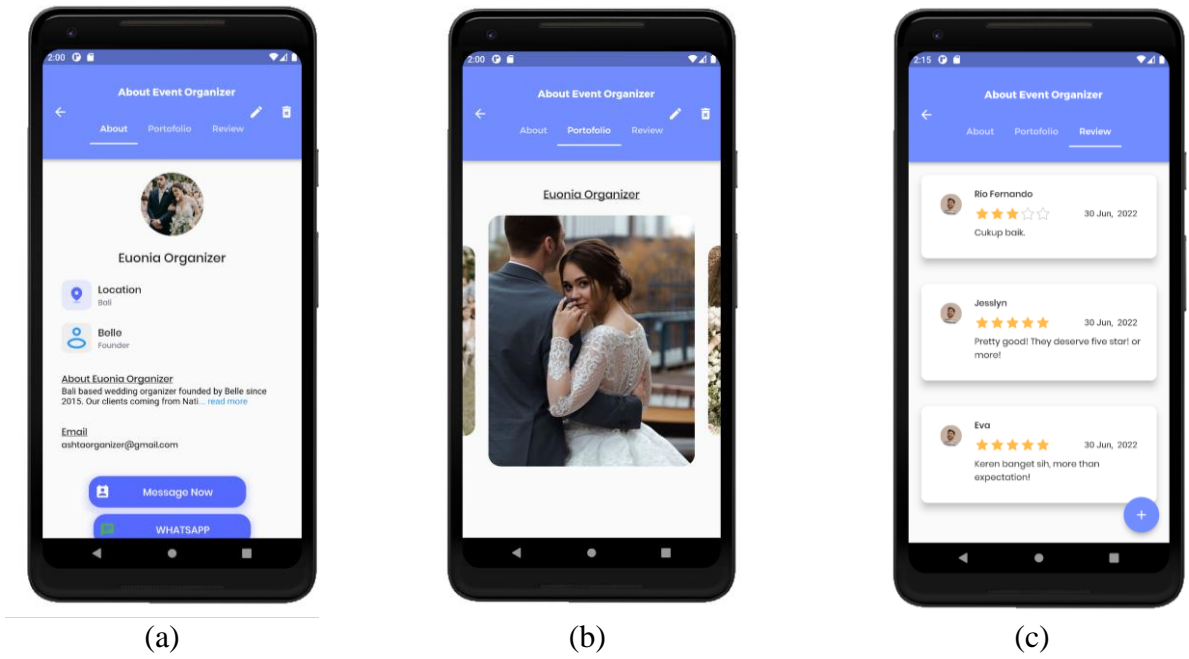 2:00
About Event Organizer
About Portofolio Review
Euonia Organizer
Location
Bali
Belle
Founder
About Euonia Organizer
Bali based wedding organizer founded by Belle since
2015. Our clients coming from Nati... read more
Email
ashtaorganizer@gmail.com
Message Now
WHATSAPP
(a)
2:00
About Event Organizer
About Portofolio Review
Euonia Organizer
(b)
2:15
About Event Organizer
About Portofolio Review
Rio Fernando
30 Jun, 2022
Cukup baik.
Jesslyn
30 Jun, 2022
Pretty good! They deserve five star! or
more!
Eva
30 Jun, 2022
Keren banget sih, more than
expectation!
+
(c)